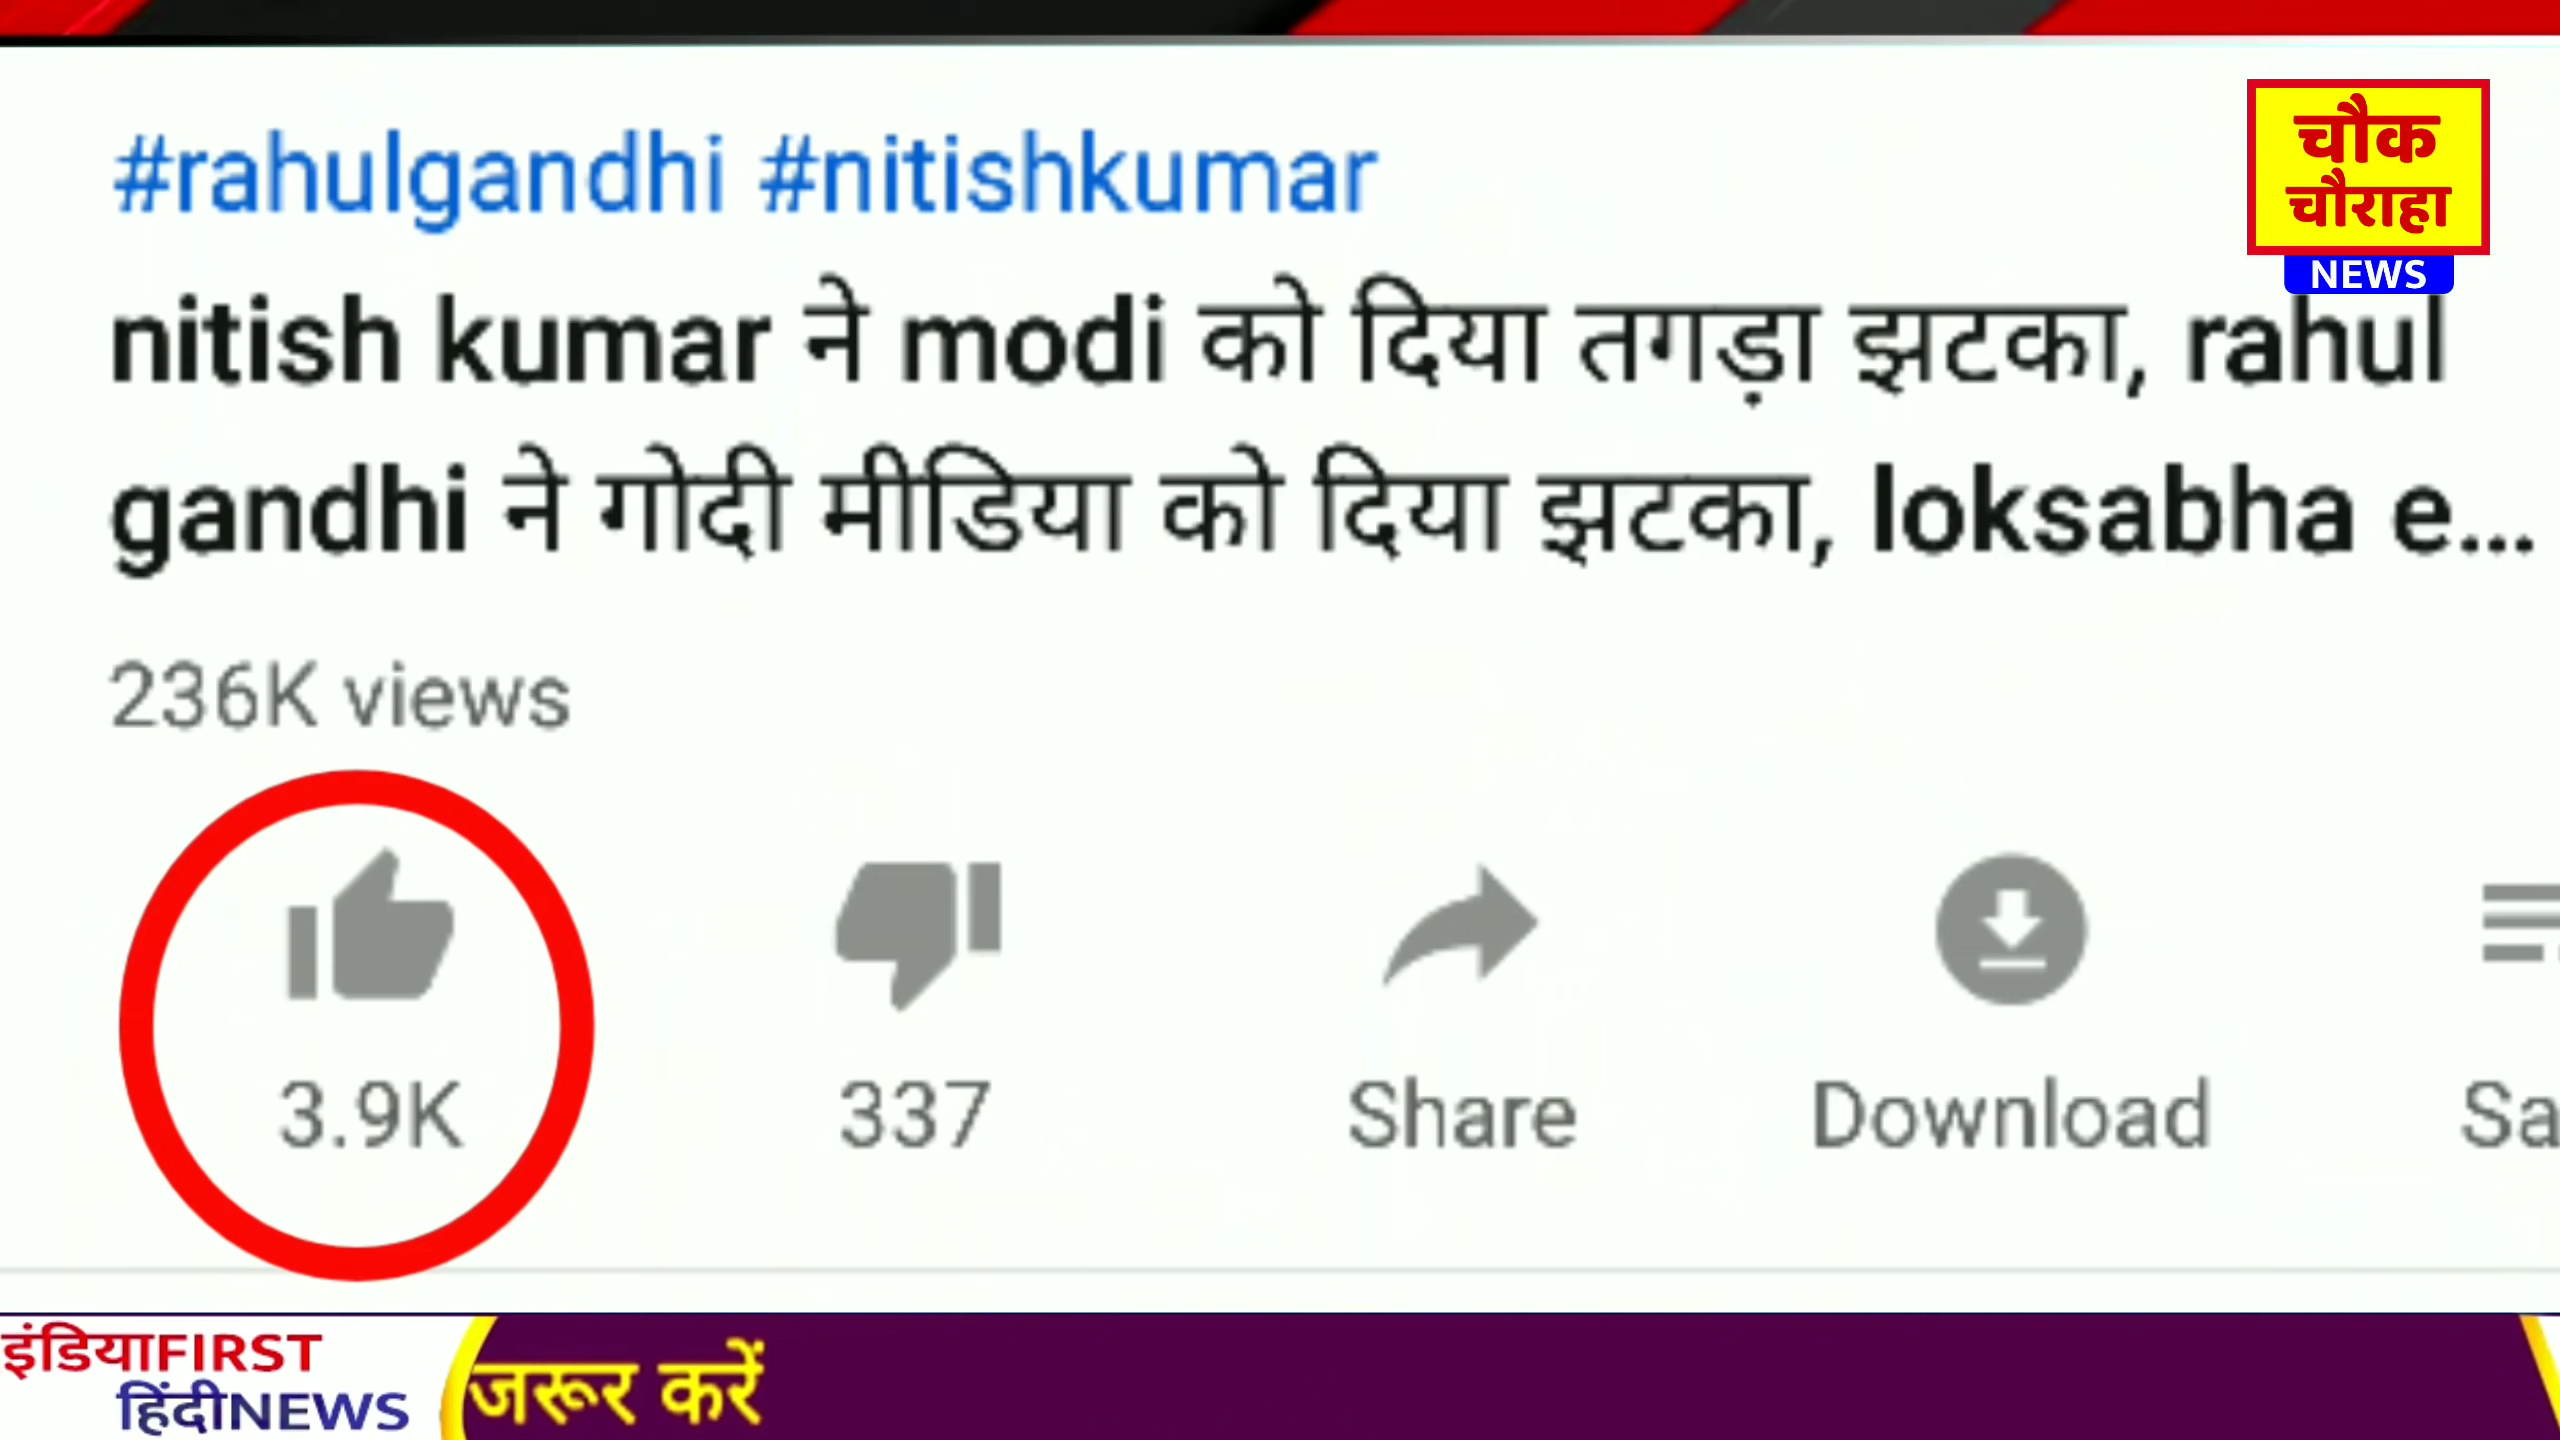 चौक
चौराहा
NEWS
#rahulgandhi #nitishkumar
nitish kumar ने modi को दिया तगड़ा झटका, rahul
gandhi ने गोदी मीडिया को दिया झटका, loksabha e...
236K views
3.9K 337 Share Download Sa
इंडियाFIRST
हिंदीNEWS
जरूर करें